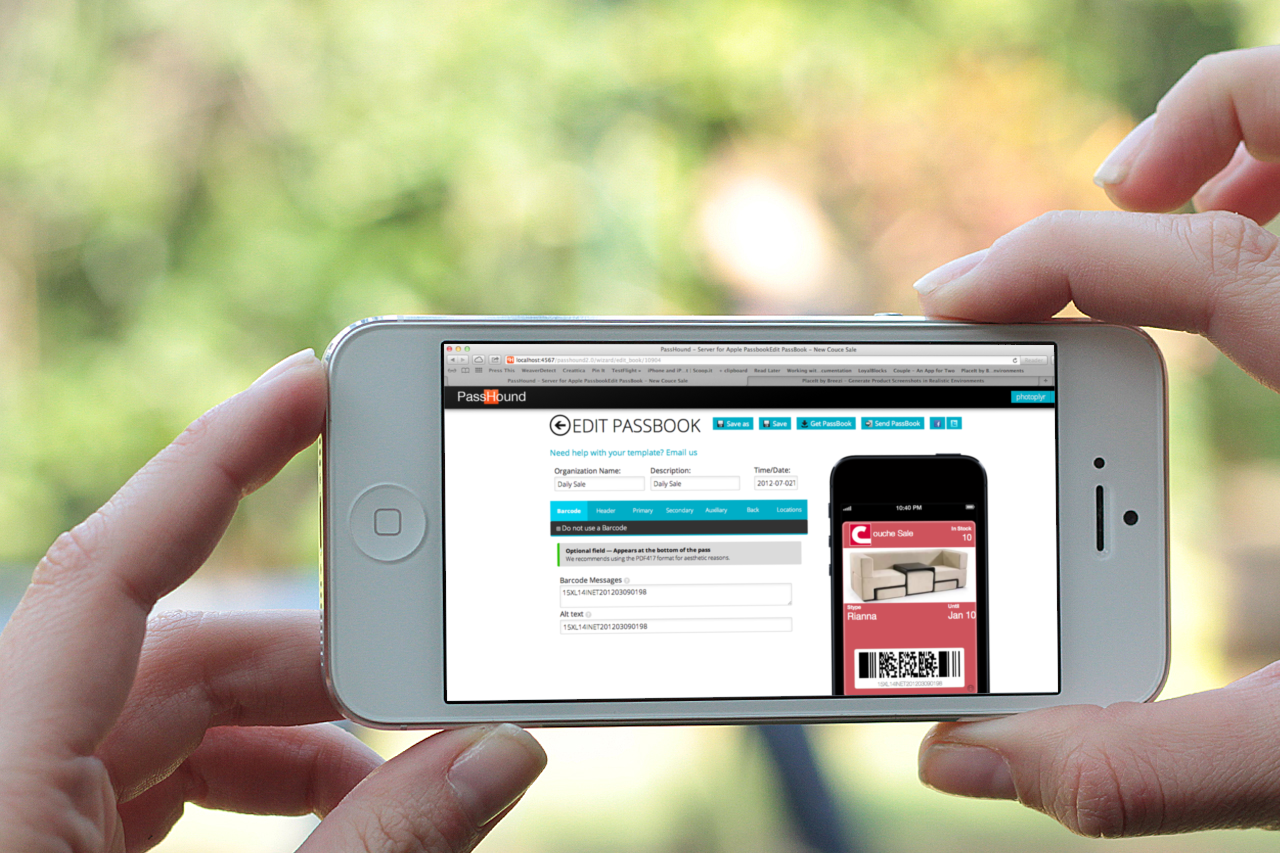 PassHound – Server for Apple PassbookEdit PassBook – New Couce Sale
localhost:4567/passhound2.0/wizard/edit_book/10904
Reader
Press This WeaverDetect Creatics Pin It TestFlight iPhone and iP...t | Scoop.it + clipboard Read Later Working wit...cumentation LoyalBlocks Couple - An App for Two PlaceIt by B...vironments
PassHound – Server for Apple PassbookEdit PassBook – New Couce Sale
PlaceIt by Breezi - Generate Product Screenshots in Realistic Environments
PassHound
photoplyr
EDIT PASSBOOK
Save as
Save
Get PassBook
Send PassBook
Need help with your template? Email us
Organization Name: Description: Time/Date:
Daily Sale Daily Sale 2012-07-02T
Barcode Header Primary Secondary Auxiliary Back Locations
Do not use a Barcode
Optional field — Appears at the bottom of the pass
We recommends using the PDF417 format for aesthetic reasons.
Barcode Messages
1SXL14INET201203090198
Alt text
1SXL14INET201203090198
10:40 PM
C ouche Sale
In Stock
10
Stype
Rianna
Until
Jan 10
1SXL14INET201203090198